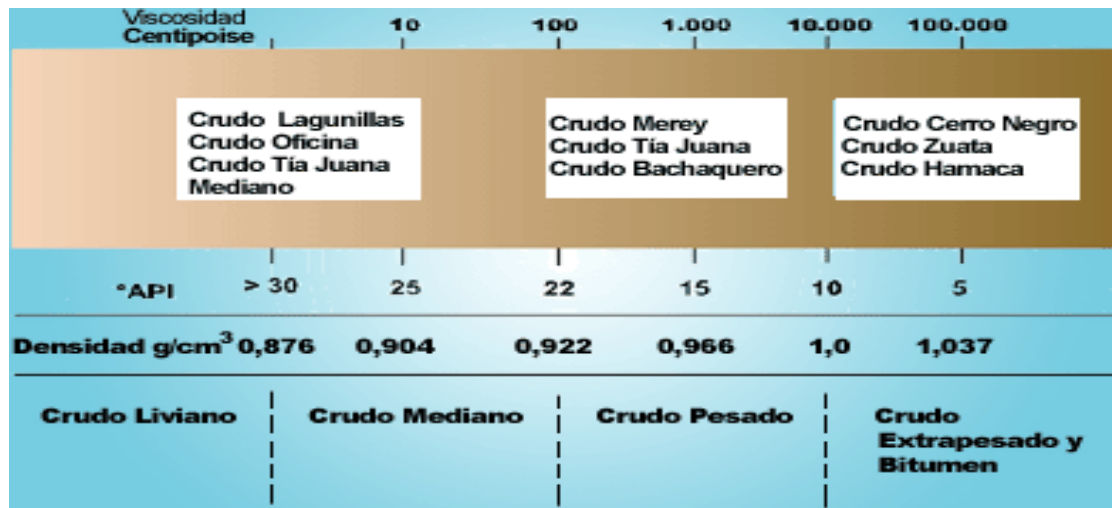 Viscosidad
Centipoise 10 100 1.000 10.000 100.000
Crudo Lagunillas
Crudo Oficina
Crudo Tía Juana
Mediano
Crudo Merey
Crudo Tía Juana
Crudo Bachaquero
Crudo Cerro Negro
Crudo Zuata
Crudo Hamaca
°API > 30 25 22 15 10 5
Densidad g/cm³ 0,876 0,904 0,922 0,966 1,0 1,037
Crudo Liviano
Crudo Mediano
Crudo Pesado
Crudo
Extrapesado y
Bitumen